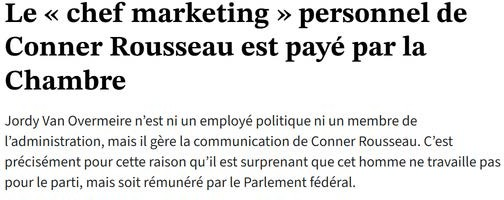 Le « chef marketing » personnel de
Conner Rousseau est payé par la
Chambre
Jordy Van Overmeire n’est ni un employé politique ni un membre de
l’administration, mais il gère la communication de Conner Rousseau. C’est
précisément pour cette raison qu’il est surprenant que cet homme ne travaille pas
pour le parti, mais soit rémunéré par le Parlement fédéral.